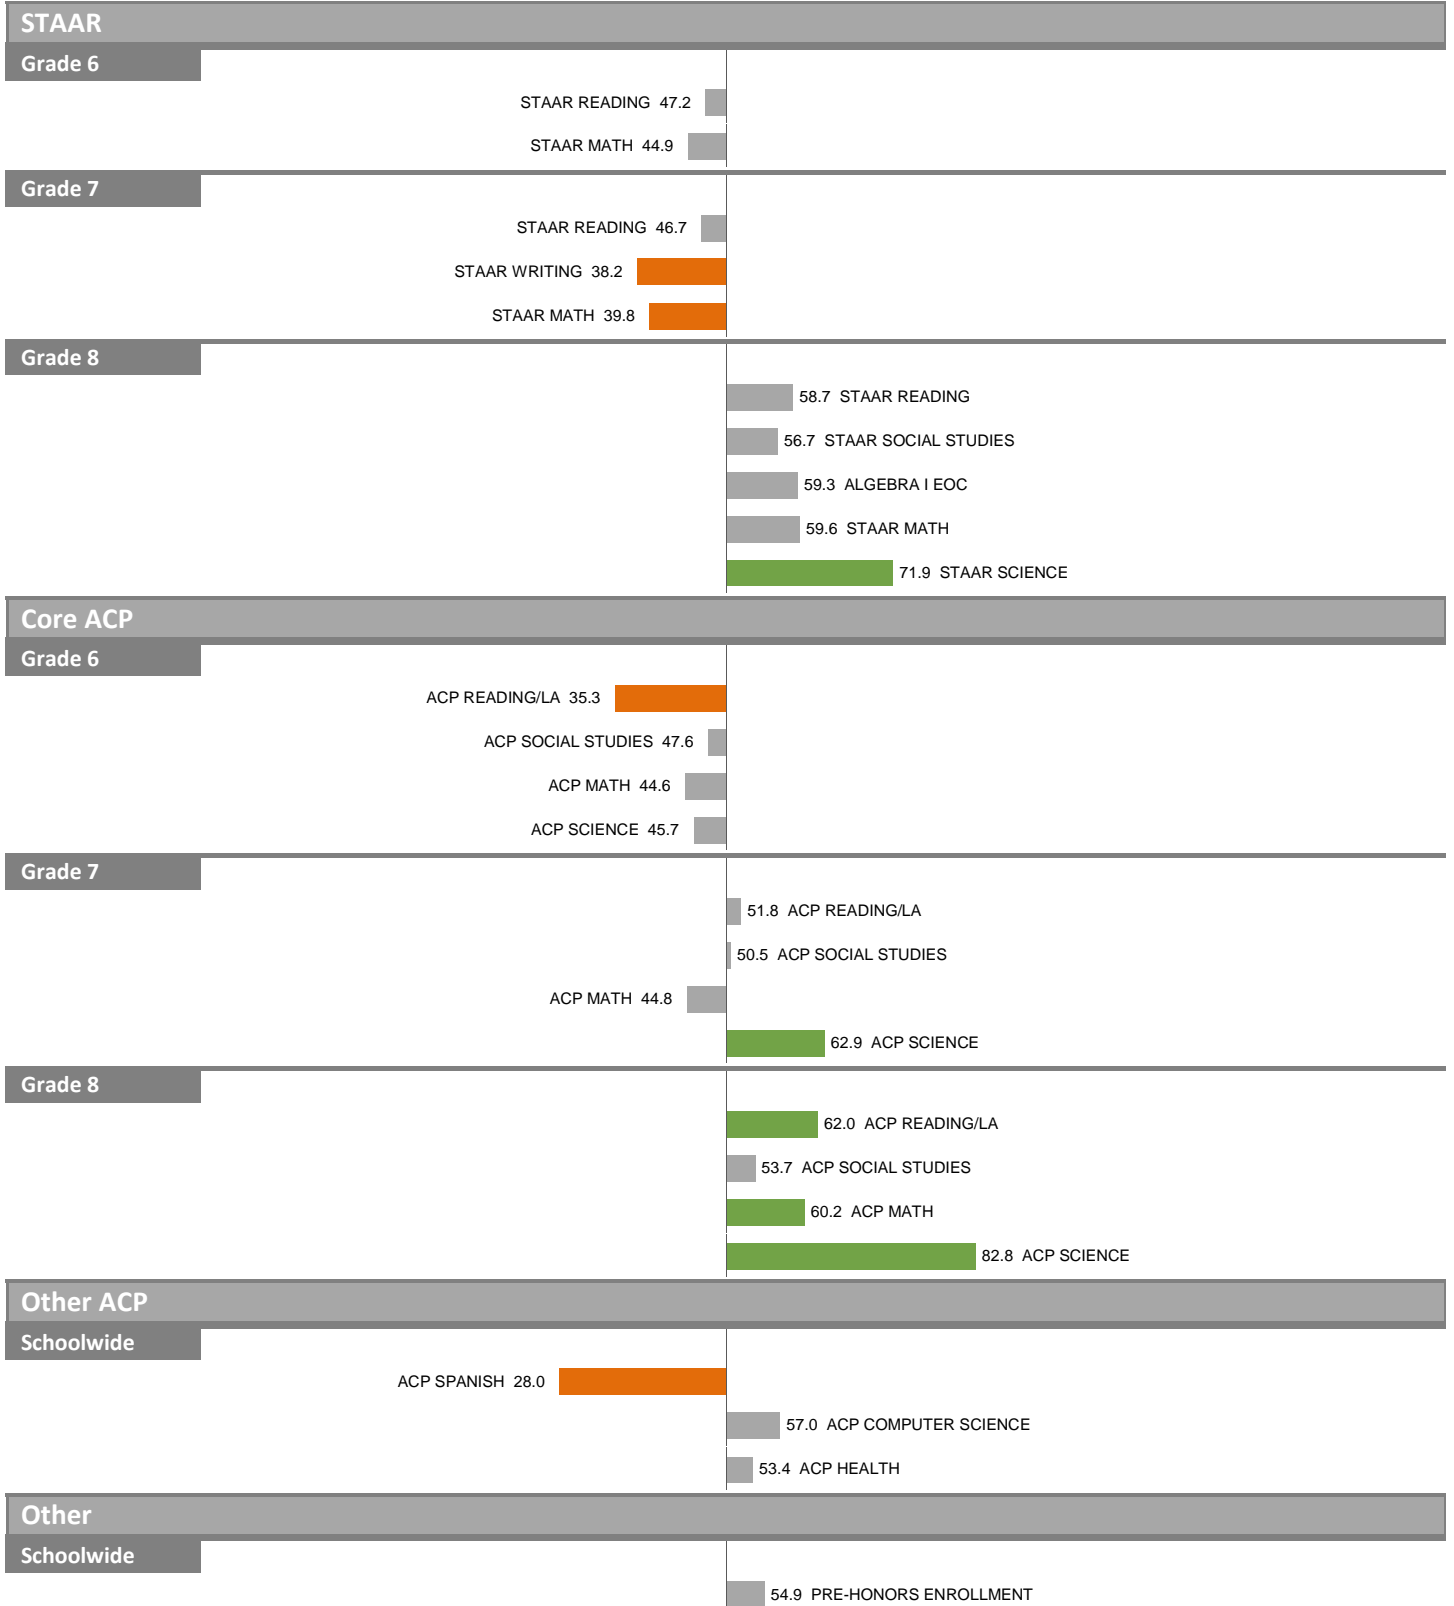 STAAR
Grade 6
STAAR READING 47.2
STAAR MATH 44.9
Grade 7
STAAR READING 46.7
STAAR WRITING 38.2
STAAR MATH 39.8
Grade 8
58.7 STAAR READING
56.7 STAAR SOCIAL STUDIES
59.3 ALGEBRA I EOC
59.6 STAAR MATH
71.9 STAAR SCIENCE
Core ACP
Grade 6
ACP READING/LA 35.3
ACP SOCIAL STUDIES 47.6
ACP MATH 44.6
ACP SCIENCE 45.7
Grade 7
51.8 ACP READING/LA
50.5 ACP SOCIAL STUDIES
ACP MATH 44.8
62.9 ACP SCIENCE
Grade 8
62.0 ACP READING/LA
53.7 ACP SOCIAL STUDIES
60.2 ACP MATH
82.8 ACP SCIENCE
Other ACP
Schoolwide
ACP SPANISH 28.0
57.0 ACP COMPUTER SCIENCE
53.4 ACP HEALTH
Other
Schoolwide
54.9 PRE-HONORS ENROLLMENT